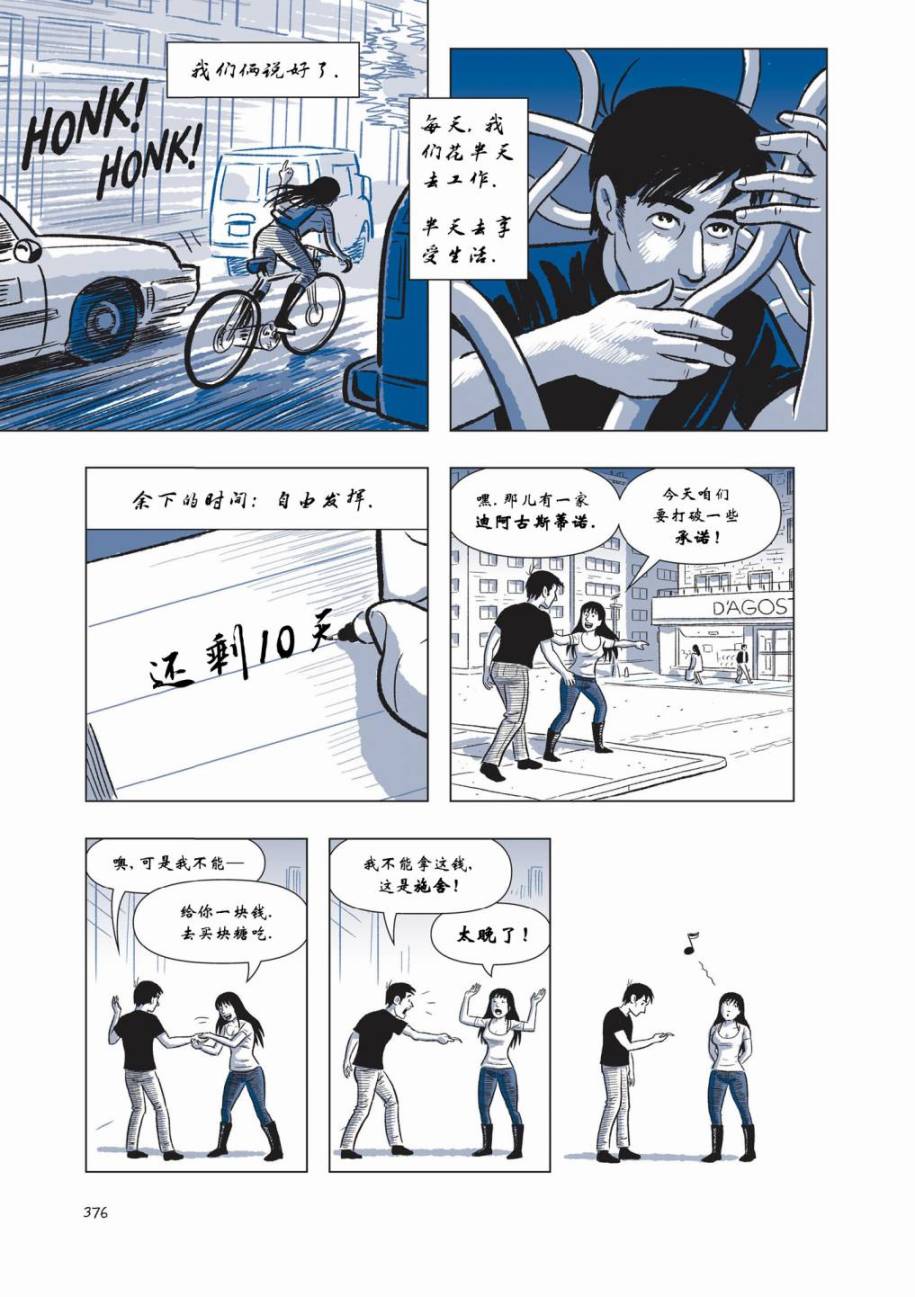 我们俩说好了.
HONK!
HONK!
每天, 我
们花半天
去工作.
半天去享
受生活.
余下的时间: 自由发挥.
还剩10天
嘿, 那儿有一家
迪阿古斯蒂诺.
今天咱们
要打破一些
承诺!
D'AGOST
噢, 可是我不能—
给你一块钱.
去买块糖吃.
我不能拿这钱,
这是施舍!
太晚了!
376